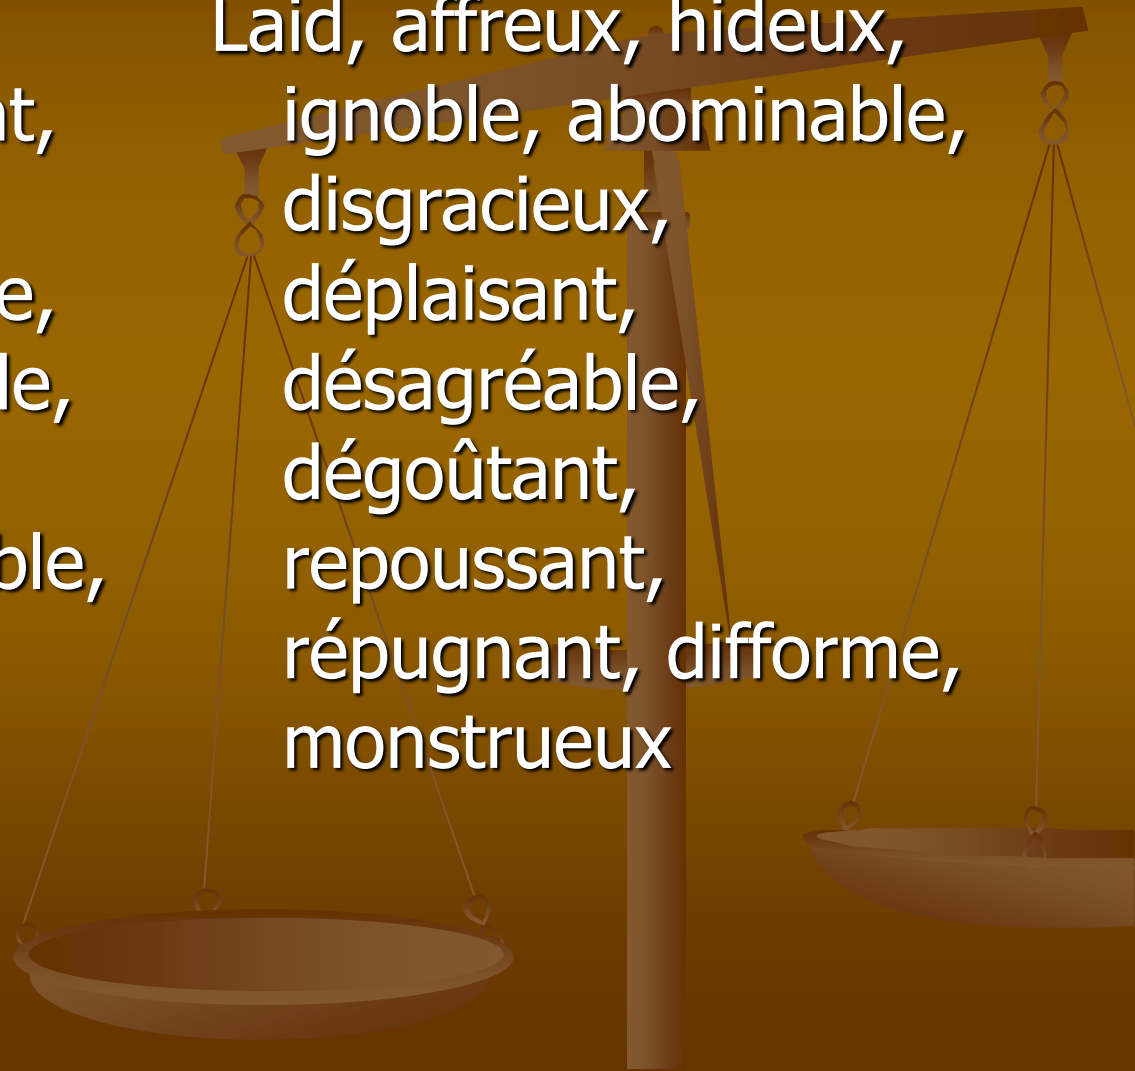 Laid, affreux, hideux,
ignoble, abominable,
disgracieux,
déplaisant,
désagréable,
dégoûtant,
repoussant,
répugnant, difforme,
monstrueux